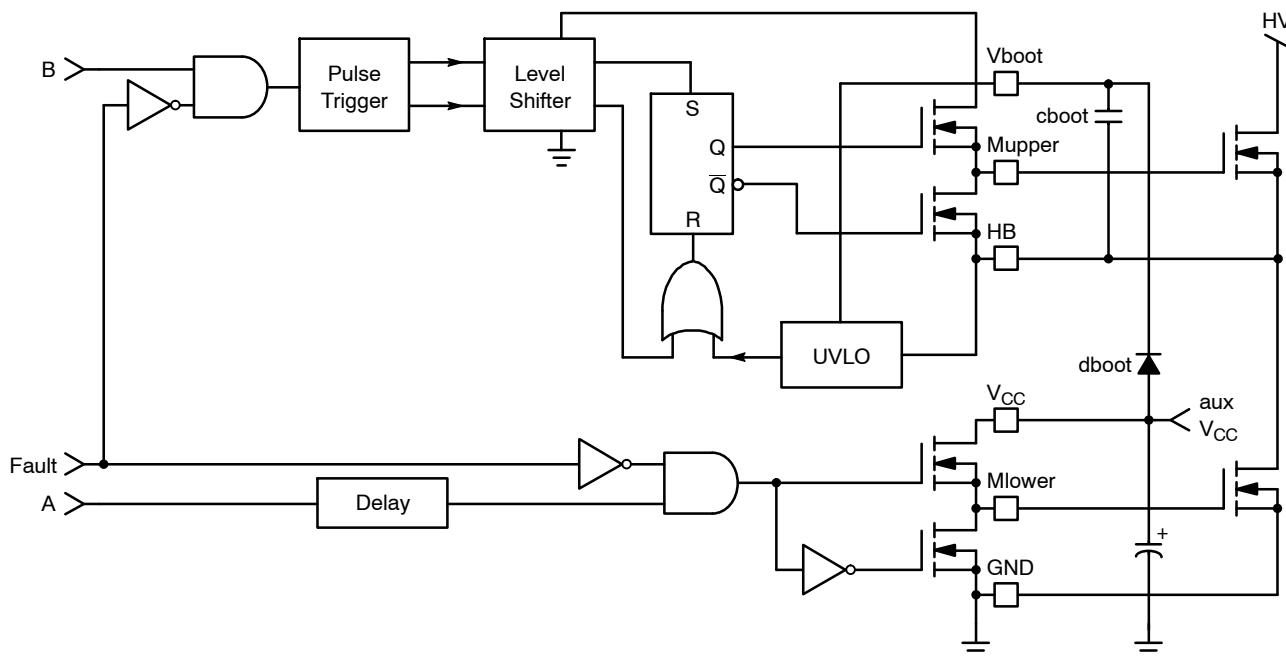 HV
B
Pulse
Trigger
Level
Shifter
Vboot
cboot
S
Q
Mupper
Q̅
R
HB
UVLO
dboot
VCC
aux
VCC
Fault
A
Delay
Mlower
+
GND